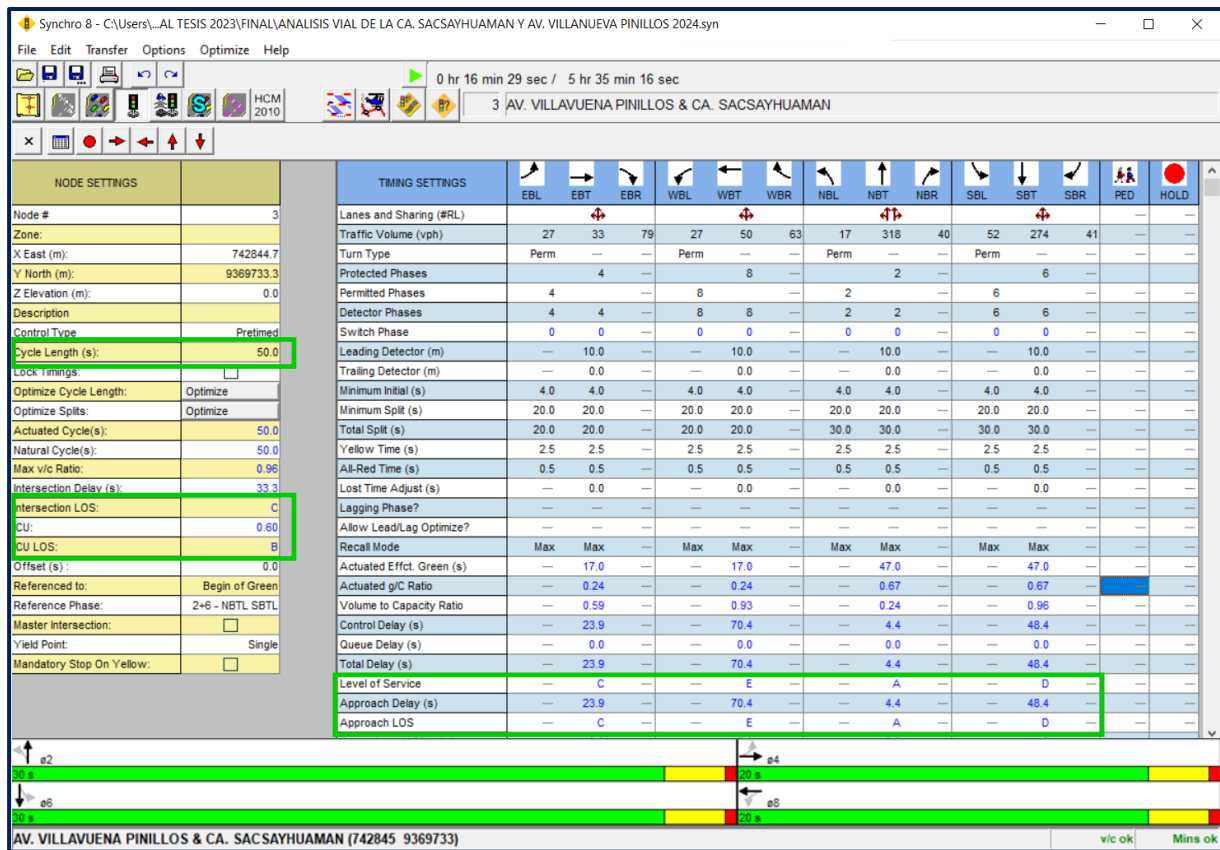 Synchro 8 - C:\Users\...AL TESIS 2023\FINAL\ANALISIS VIAL DE LA CA. SACSAYHUAMAN Y AV. VILLANUEVA PINILLOS 2024.syn
File Edit Transfer Options Optimize Help
0 hr 16 min 29 sec / 5 hr 35 min 16 sec
HCM 2010
3 AV. VILLAVUENA PINILLOS & CA. SACSAYHUAMAN
NODE SETTINGS
Node # 3
Zone:
X East (m): 742844.7
Y North (m): 9369733.3
Z Elevation (m): 0.0
Description
Control Type Pretimed
Cycle Length (s): 50.0
Lock Timings:
Optimize Cycle Length: Optimize
Optimize Splits: Optimize
Actuated Cycle(s): 50.0
Natural Cycle(s): 50.0
Max v/c Ratio: 0.96
Intersection Delay (s): 33.3
ntersection LOS: C
CU: 0.60
CU LOS: B
Offset (s) : 0.0
Referenced to: Begin of Green
Reference Phase: 2+6 - NBTL SBTL
Master Intersection:
Yield Point: Single
Mandatory Stop On Yellow:
TIMING SETTINGS EBL EBT EBR WBL WBT WBR NBL NBT NBR SBL SBT SBR PED HOLD
Lanes and Sharing (#RL) — —
Traffic Volume (vph) 27 33 79 27 50 63 17 318 40 52 274 41 — —
Turn Type Perm — — Perm — — Perm — — Perm — — — —
Protected Phases 4 — 8 — 2 — 6 — — —
Permitted Phases 4 — 8 — 2 — 6 — — —
Detector Phases 4 4 — 8 8 — 2 2 — 6 6 — — —
Switch Phase 0 0 — 0 0 — 0 0 — 0 0 — — —
Leading Detector (m) — 10.0 — — 10.0 — — 10.0 — — 10.0 — — —
Trailing Detector (m) — 0.0 — — 0.0 — — 0.0 — — 0.0 — — —
Minimum Initial (s) 4.0 4.0 — 4.0 4.0 — 4.0 4.0 — 4.0 4.0 — — —
Minimum Split (s) 20.0 20.0 — 20.0 20.0 — 20.0 20.0 — 20.0 20.0 — — —
Total Split (s) 20.0 20.0 — 20.0 20.0 — 30.0 30.0 — 30.0 30.0 — — —
Yellow Time (s) 2.5 2.5 — 2.5 2.5 — 2.5 2.5 — 2.5 2.5 — — —
All-Red Time (s) 0.5 0.5 — 0.5 0.5 — 0.5 0.5 — 0.5 0.5 — — —
Lost Time Adjust (s) — 0.0 — — 0.0 — — 0.0 — — 0.0 — — —
Lagging Phase? — — — — — — — — — — — — — —
Allow Lead/Lag Optimize? — — — — — — — — — — — — — —
Recall Mode Max Max — Max Max — Max Max — Max Max — — —
Actuated Effct. Green (s) — 17.0 — — 17.0 — — 47.0 — — 47.0 — — —
Actuated g/C Ratio — 0.24 — — 0.24 — — 0.67 — — 0.67 — — —
Volume to Capacity Ratio — 0.59 — — 0.93 — — 0.24 — — 0.96 — — —
Control Delay (s) — 23.9 — — 70.4 — — 4.4 — — 48.4 — — —
Queue Delay (s) — 0.0 — — 0.0 — — 0.0 — — 0.0 — — —
Total Delay (s) — 23.9 — — 70.4 — — 4.4 — — 48.4 — — —
Level of Service — C — — E — — A — — D — — —
Approach Delay (s) — 23.9 — — 70.4 — — 4.4 — — 48.4 — — —
Approach LOS — C — — E — — A — — D — — —
ø2 ø4
30 s 20 s
ø6 ø8
30 s 20 s
AV. VILLAVUENA PINILLOS & CA. SACSAYHUAMAN (742845 9369733) v/c ok Mins ok